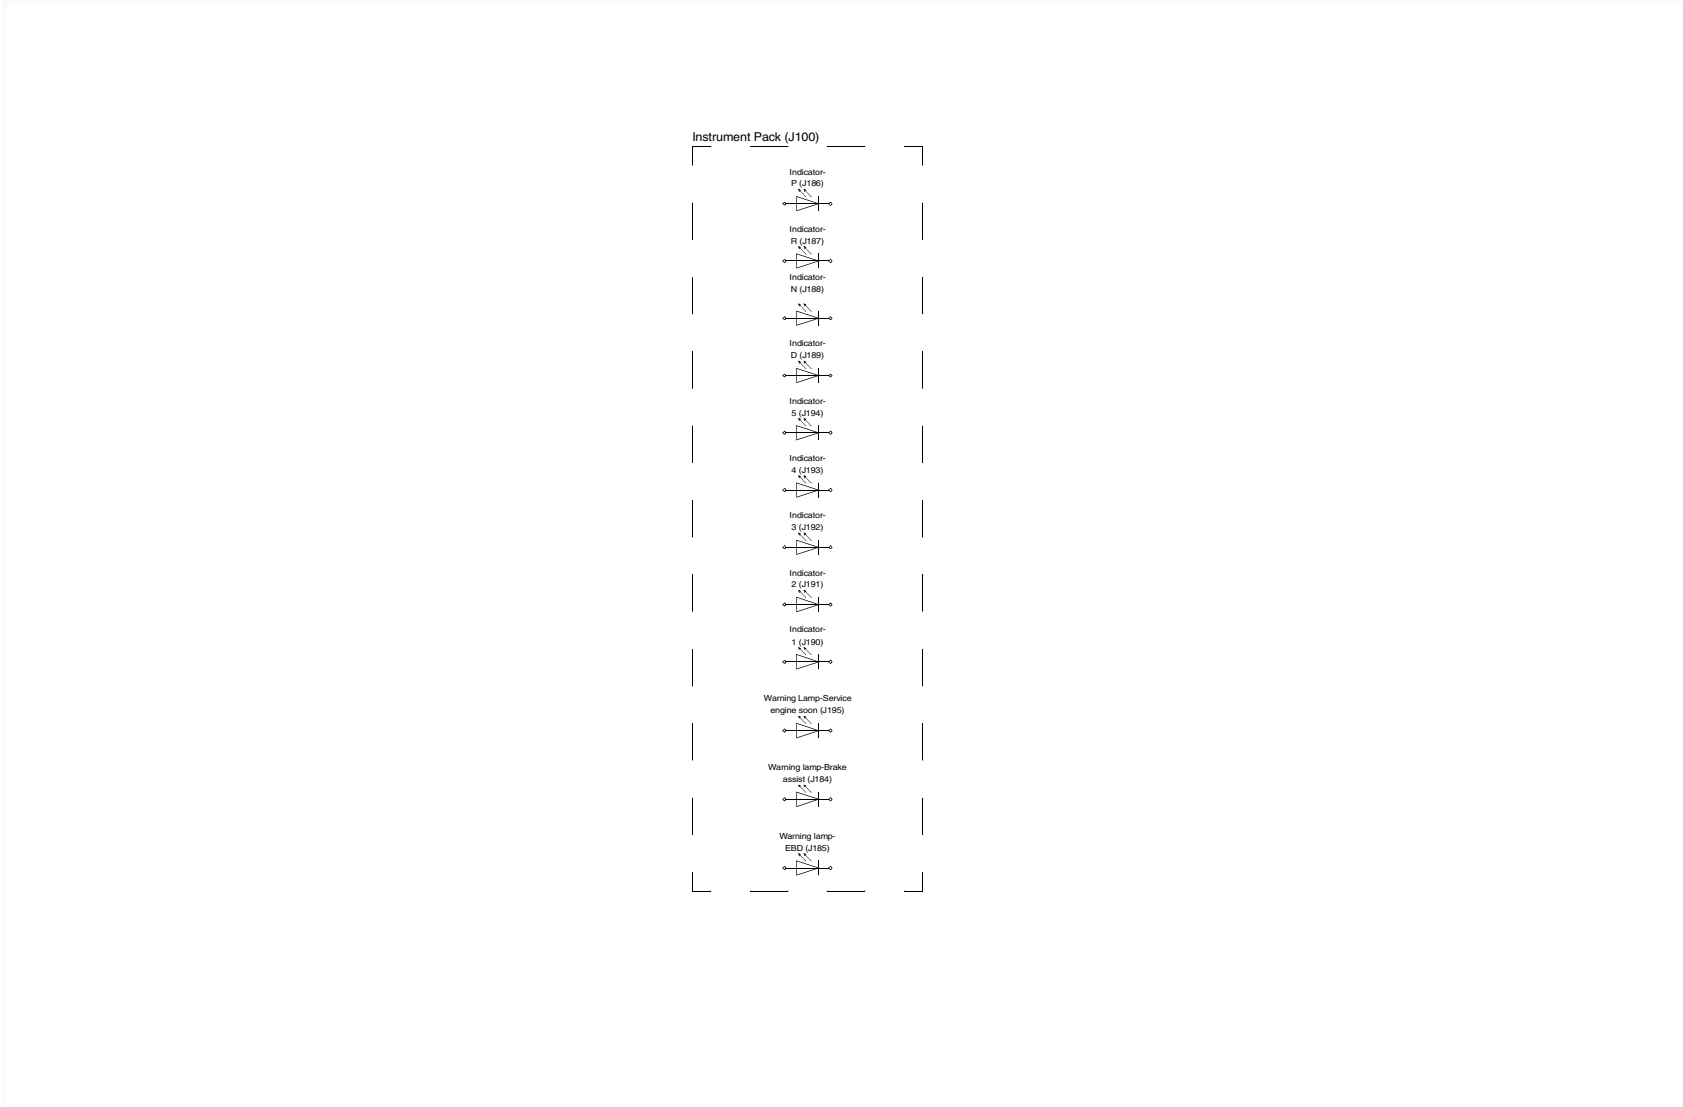 Instrument Pack (J100)
Indicator-
P (J186)
Indicator-
R (J187)
Indicator-
N (J188)
Indicator-
D (J189)
Indicator-
5 (J194)
Indicator-
4 (J193)
Indicator-
3 (J192)
Indicator-
2 (J191)
Indicator-
1 (J190)
Warning Lamp-Service
engine soon (J195)
Warning lamp-Brake
assist (J184)
Warning lamp-
EBD (J185)